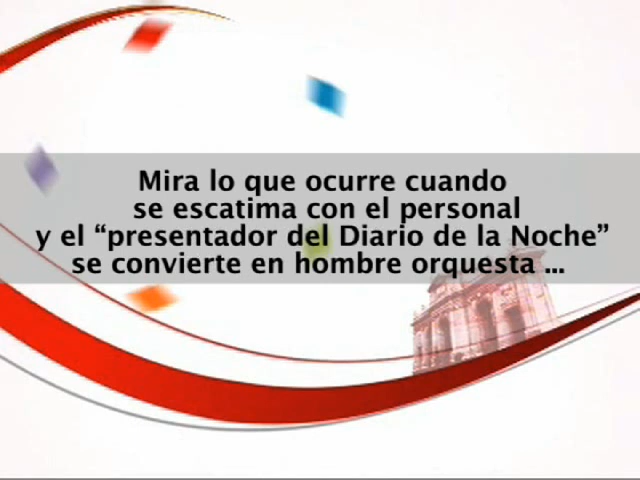 Mira lo que ocurre cuando
se escatima con el personal
y el “presentador del Diario de la Noche”
se convierte en hombre orquesta ...